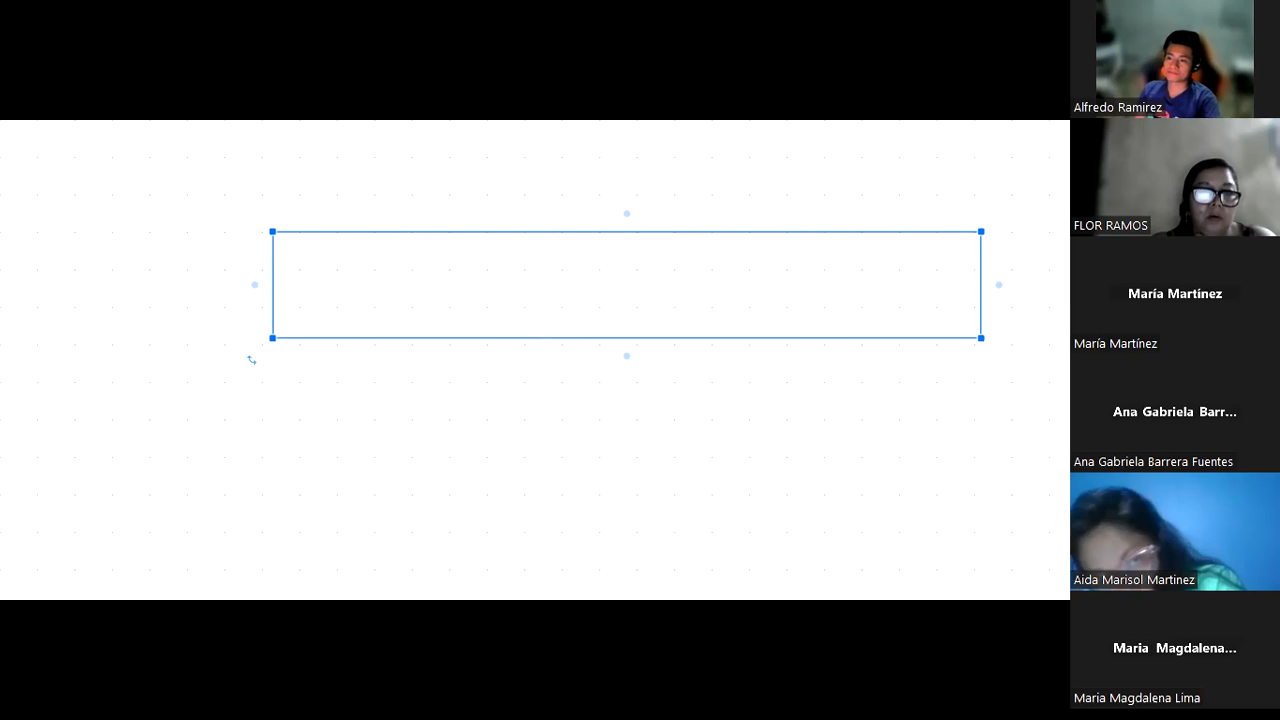 Alfredo Ramirez
FLOR RAMOS
María Martínez
María Martínez
Ana Gabriela Barr...
Ana Gabriela Barrera Fuentes
Aida Marisol Martinez
Maria Magdalena...
Maria Magdalena Lima